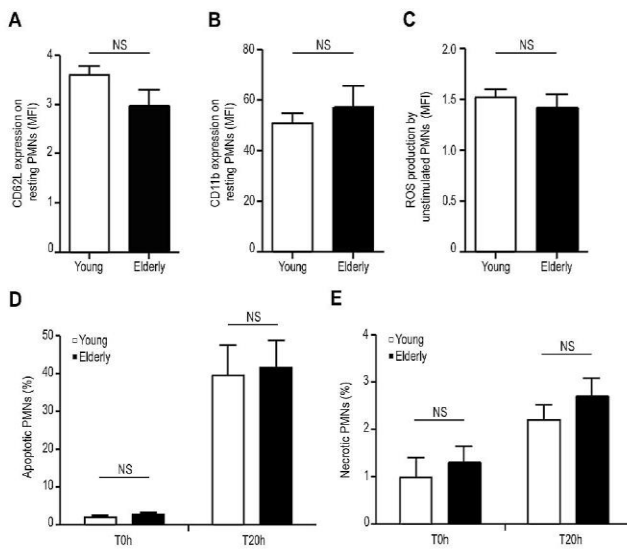 A
NS
CD62L expression on
resting PMNs (MFI)
4
3
2
1
0
Young
Elderly
B
NS
CD11b expression on
resting PMNs (MFI)
80
60
40
20
0
Young
Elderly
C
NS
ROS production by
unstimulated PMNs (MFI)
2.0
1.5
1.0
0.5
0
Young
Elderly
D
Young
Elderly
NS
NS
Apoptotic PMNs (%)
50
40
30
20
10
0
T0h
T20h
E
Young
Elderly
NS
NS
Necrotic PMNs (%)
4
3
2
1
0
T0h
T20h